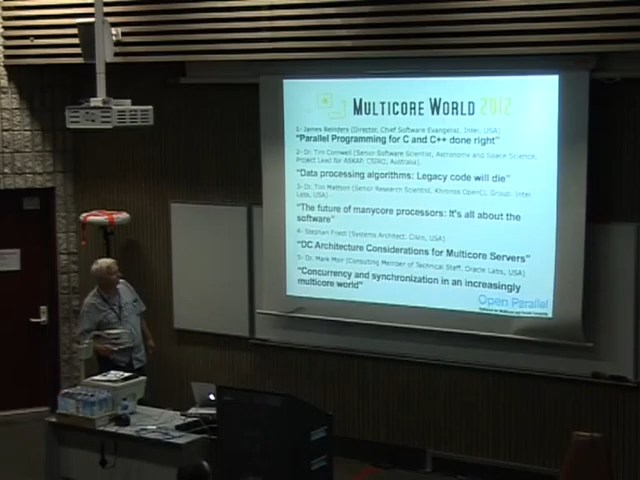 MULTICORE WORLD 2012
1- James Reinders (Director, Chief Software Evangelist, Intel, USA)
"Parallel Programming for C and C++ done right"
2- Dr. Tim Cornwell (Senior Software Scientist, Astronomy and Space Science,
Project Lead for ASKAP, CSIRO, Australia).
"Data processing algorithms: Legacy code will die"
3- Dr. Tim Mattson (Senior Research Scientist, Khronos OpenCL Group- Intel
Labs, USA)
"The future of manycore processors: It's all about the
software"
4- Stephen Friedl (Systems Architect, Cisco, USA)
"DC Architecture Considerations for Multicore Servers"
5- Dr. Mark Moir (Consulting Member of Technical Staff, Oracle Labs, USA)
"Concurrency and synchronization in an increasingly
multicore world"
Open Parallel